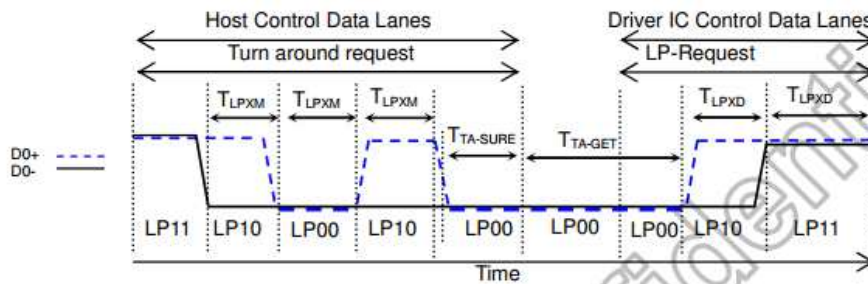 Host Control Data Lanes
Driver IC Control Data Lanes
Turn around request
LP-Request
TLPXM TLPXM TLPXM TLPXD TLPXD
TTA-SURE TTA-GET
D0+
D0-
LP11 LP10 LP00 LP10 LP00 LP00 LP00 LP10 LP11
Time